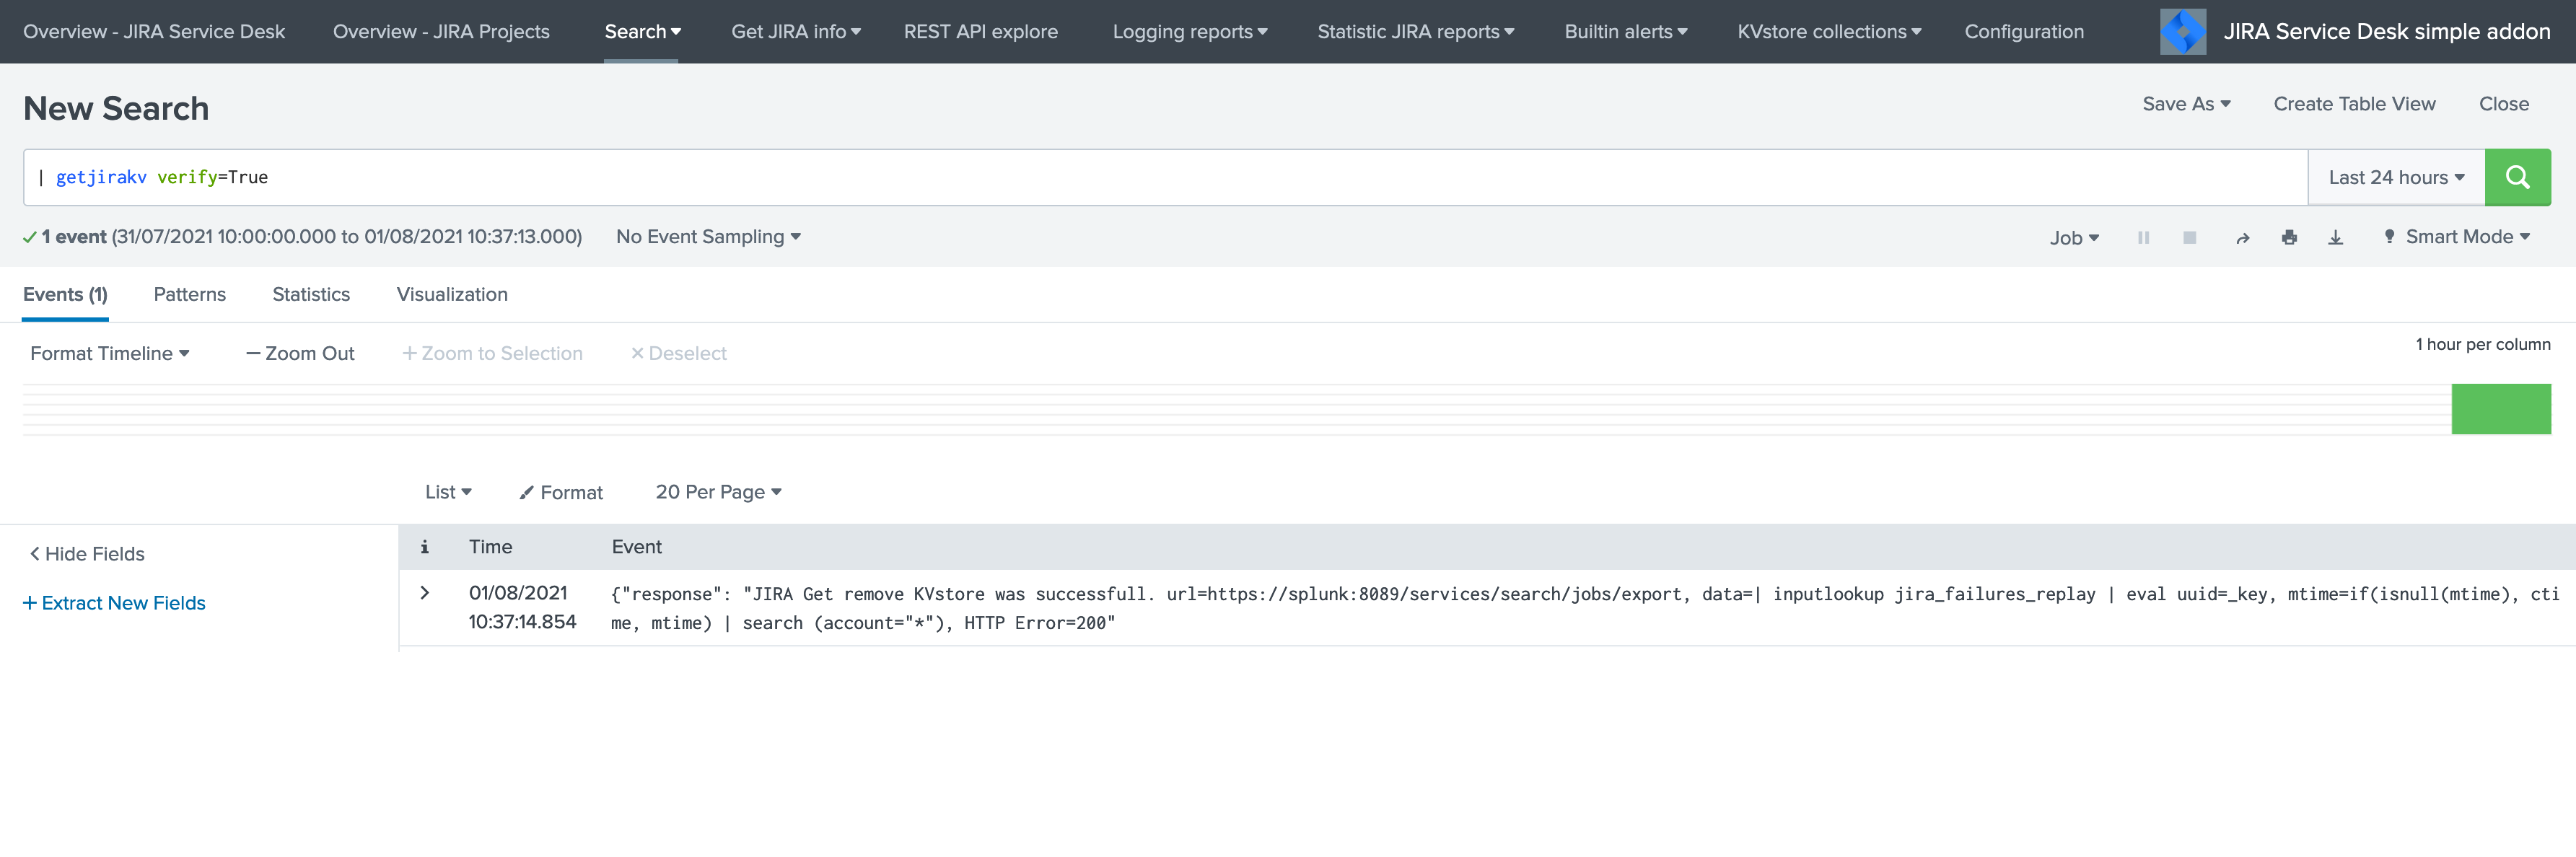 Overview - JIRA Service Desk Overview - JIRA Projects Search Get JIRA info REST API explore Logging reports Statistic JIRA reports Builtin alerts KVstore collections Configuration JIRA Service Desk simple addon
New Search Save As Create Table View Close
| getjirakv verify=True Last 24 hours
1 event (31/07/2021 10:00:00.000 to 01/08/2021 10:37:13.000) No Event Sampling Job Smart Mode
Events (1) Patterns Statistics Visualization
Format Timeline — Zoom Out + Zoom to Selection × Deselect 1 hour per column
List Format 20 Per Page
< Hide Fields i Time Event
+ Extract New Fields
> 01/08/2021 {"response": "JIRA Get remove KVstore was successfull. url=https://splunk:8089/services/search/jobs/export, data=| inputlookup jira_failures_replay | eval uuid=_key, mtime=if(isnull(mtime), cti
10:37:14.854 me, mtime) | search (account="*"), HTTP Error=200"